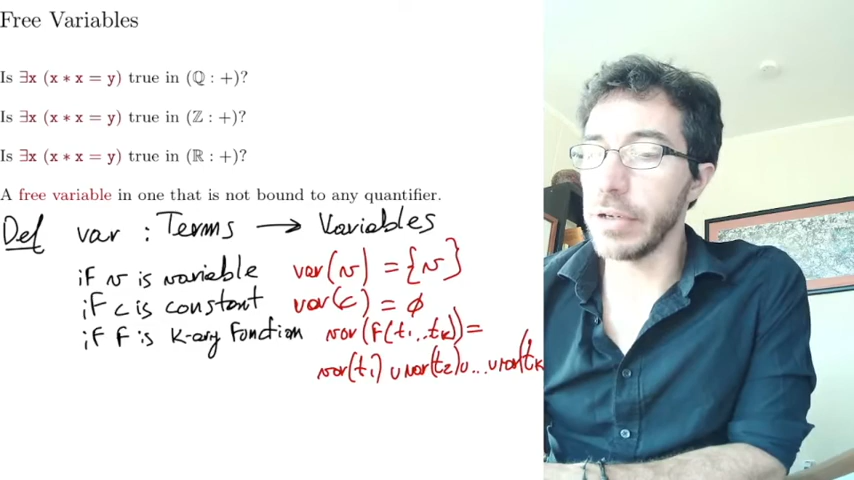 Free Variables
Is ∃x (x ∗ x = y) true in (ℚ : +)?
Is ∃x (x ∗ x = y) true in (ℤ : +)?
Is ∃x (x ∗ x = y) true in (ℝ : +)?
A free variable in one that is not bound to any quantifier.
Def var : Terms → Variables
if v is variable var(v) = {v}
if c is constant var(c) = ∅
if f is k-ary function var(f(t₁...tₖ)) =
var(t₁) ∪ var(t₂) ∪ ... ∪ var(tₖ